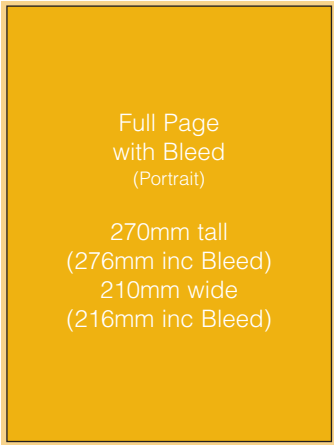 Full Page
with Bleed
(Portrait)
270mm tall
(276mm inc Bleed)
210mm wide
(216mm inc Bleed)